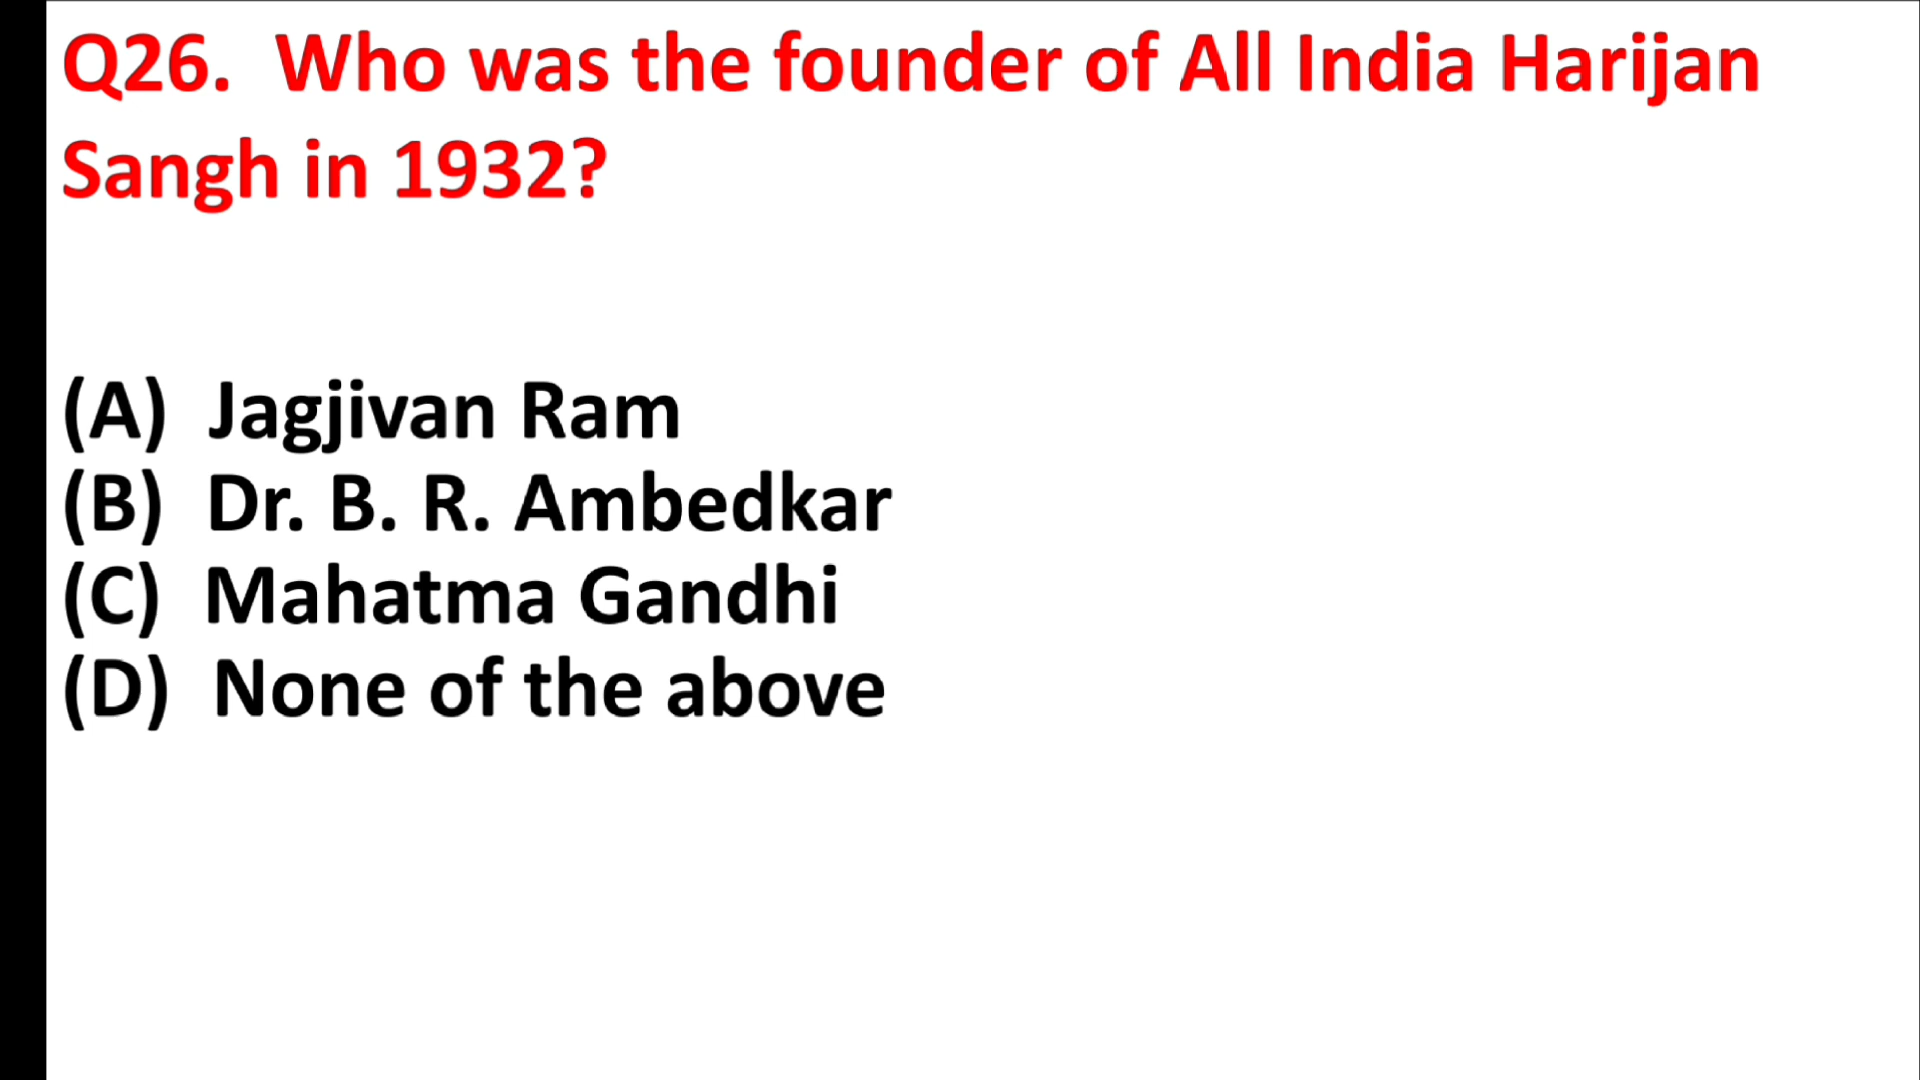 Q26. Who was the founder of All India Harijan
Sangh in 1932?
(A) Jagjivan Ram
(B) Dr. B. R. Ambedkar
(C) Mahatma Gandhi
(D) None of the above